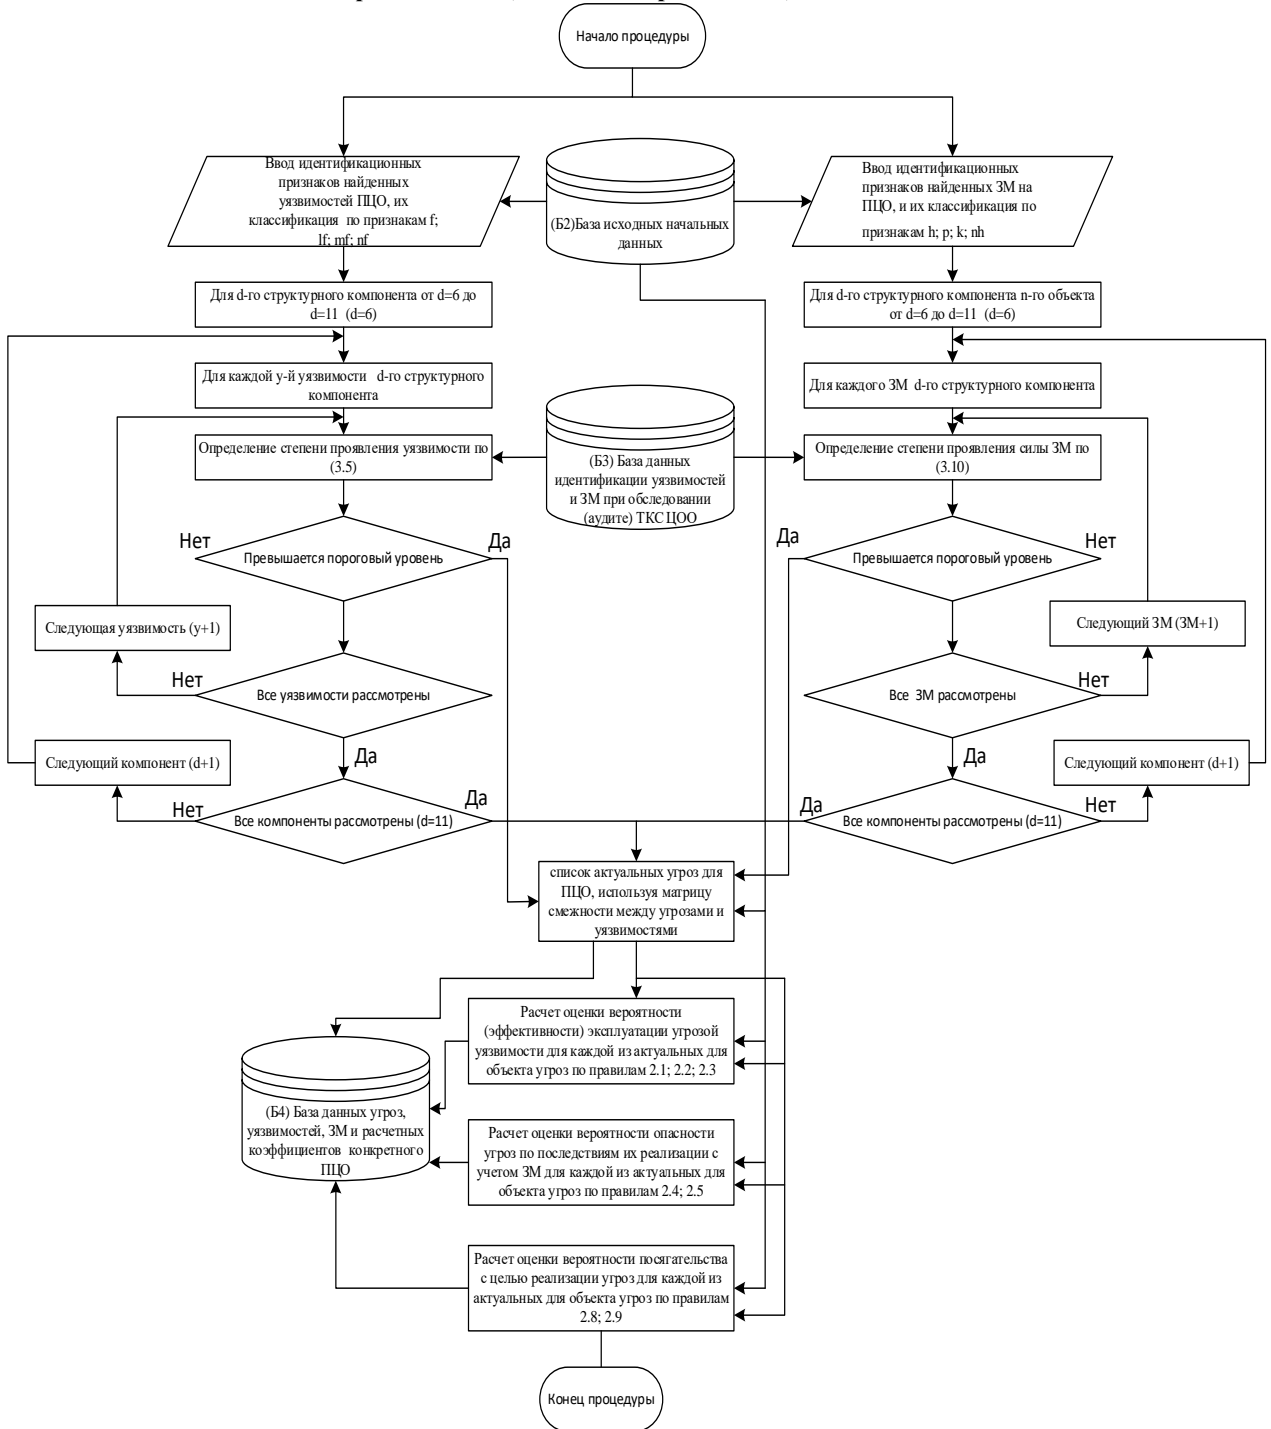 Начало процедуры
Ввод идентификационных
признаков найденных
уязвимостей ПЦО, их
классификация по признакам f;
lf; mf; nf
(Б2)База исходных начальных
данных
Ввод идентификационных
признаков найденных ЗМ на
ПЦО, и их классификация по
признакам h; p; k; nh
Для d-го структурного компонента от d=6 до
d=11 (d=6)
Для d-го структурного компонента n-го объекта
от d=6 до d=11 (d=6)
Для каждой y-й уязвимости d-го структурного
компонента
Для каждого ЗМ d-го структурного компонента
Определение степени проявления уязвимости по
(3.5)
(Б3) База данных
идентификации уязвимостей
и ЗМ при обследовании
(аудите) ТКС ЦОО
Определение степени проявления силы ЗМ по
(3.10)
Нет
Превышается пороговый уровень
Да
Да
Превышается пороговый уровень
Нет
Следующая уязвимость (y+1)
Следующий ЗМ (ЗМ+1)
Нет
Все уязвимости рассмотрены
Все ЗМ рассмотрены
Нет
Да
Да
Следующий компонент (d+1)
Следующий компонент (d+1)
Нет
Все компоненты рассмотрены (d=11)
Да
Да
Все компоненты рассмотрены (d=11)
Нет
список актуальных угроз для
ПЦО, используя матрицу
смежности между угрозами и
уязвимостями
Расчет оценки вероятности
(эффективности) эксплуатации угрозой
уязвимости для каждой из актуальных для
объекта угроз по правилам 2.1; 2.2; 2.3
(Б4) База данных угроз,
уязвимостей, ЗМ и расчетных
коэффициентов конкретного
ПЦО
Расчет оценки вероятности опасности
угроз по последствиям их реализации с
учетом ЗМ для каждой из актуальных для
объекта угроз по правилам 2.4; 2.5
Расчет оценки вероятности посягательства
с целью реализации угроз для каждой из
актуальных для объекта угроз по правилам
2.8; 2.9
Конец процедуры